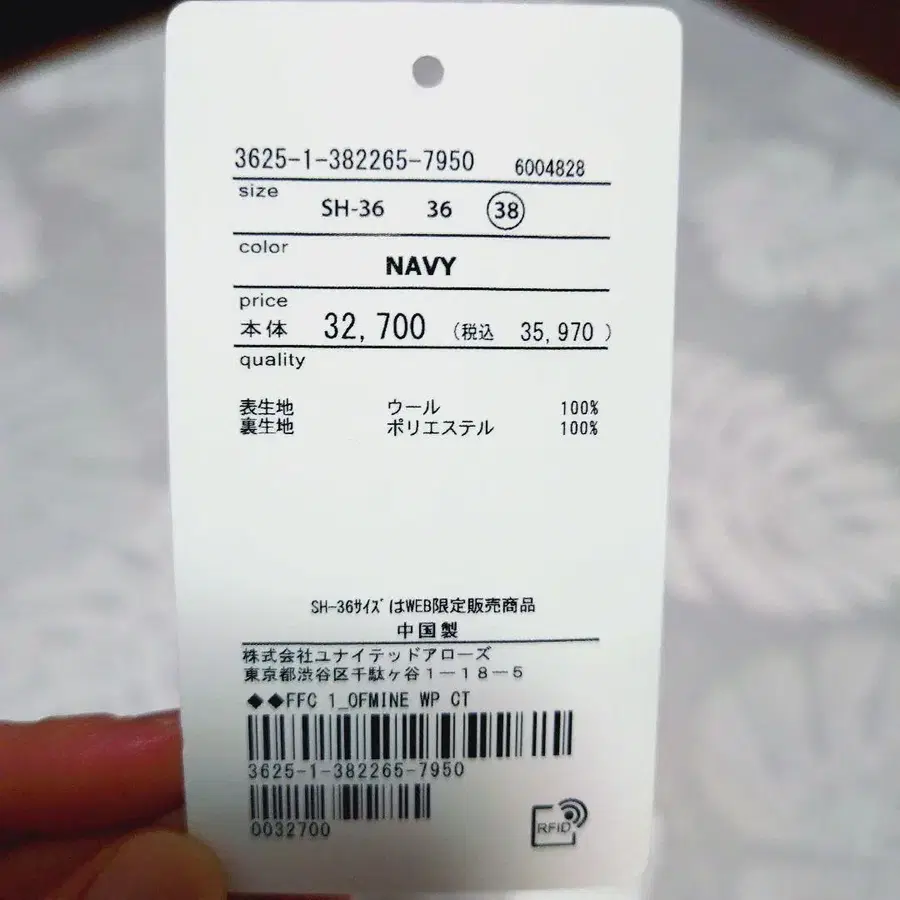 3625-1-382265-7950 6004828
size
SH-36 36 38
color
NAVY
price
本体 32,700 (税込 35,970 )
quality
表生地 ウール 100%
裏生地 ポリエステル 100%
SH-36ｻｲｽﾞはWEB限定販売商品
中国製
株式会社ユナイテッドアローズ
東京都渋谷区千駄ヶ谷1-18-5
◆◆FFC 1_OFMINE WP CT
3625-1-382265-7950
0032700
RFID